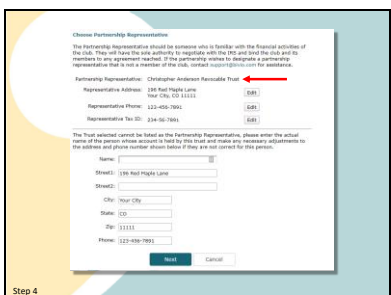 Choose Partnership Representative
The Partnership Representative should be someone who is familiar with the financial activities of
the club. They will have the sole authority to negotiate with the IRS and bind the club and its
members to any agreement reached. If the partnership wishes to designate a partnership
representative that is not a member of the club, contact support@bivio.com for assistance.
Partnership Representative: Christopher Anderson Revocable Trust
Representative Address: 196 Red Maple Lane
Your City, CO 11111
Edit
Representative Phone: 123-456-7891
Edit
Representative Tax ID: 234-56-7891
Edit
The Trust selected cannot be listed as the Partnership Representative, please enter the actual
name of the person whose account is held by this trust and make any necessary adjustments to
the address and phone number shown below if they are not correct for this person.
Name:
Street1: 196 Red Maple Lane
Street2:
City: Your City
State: CO
Zip: 11111
Phone: 123-456-7891
Next Cancel
Step 4